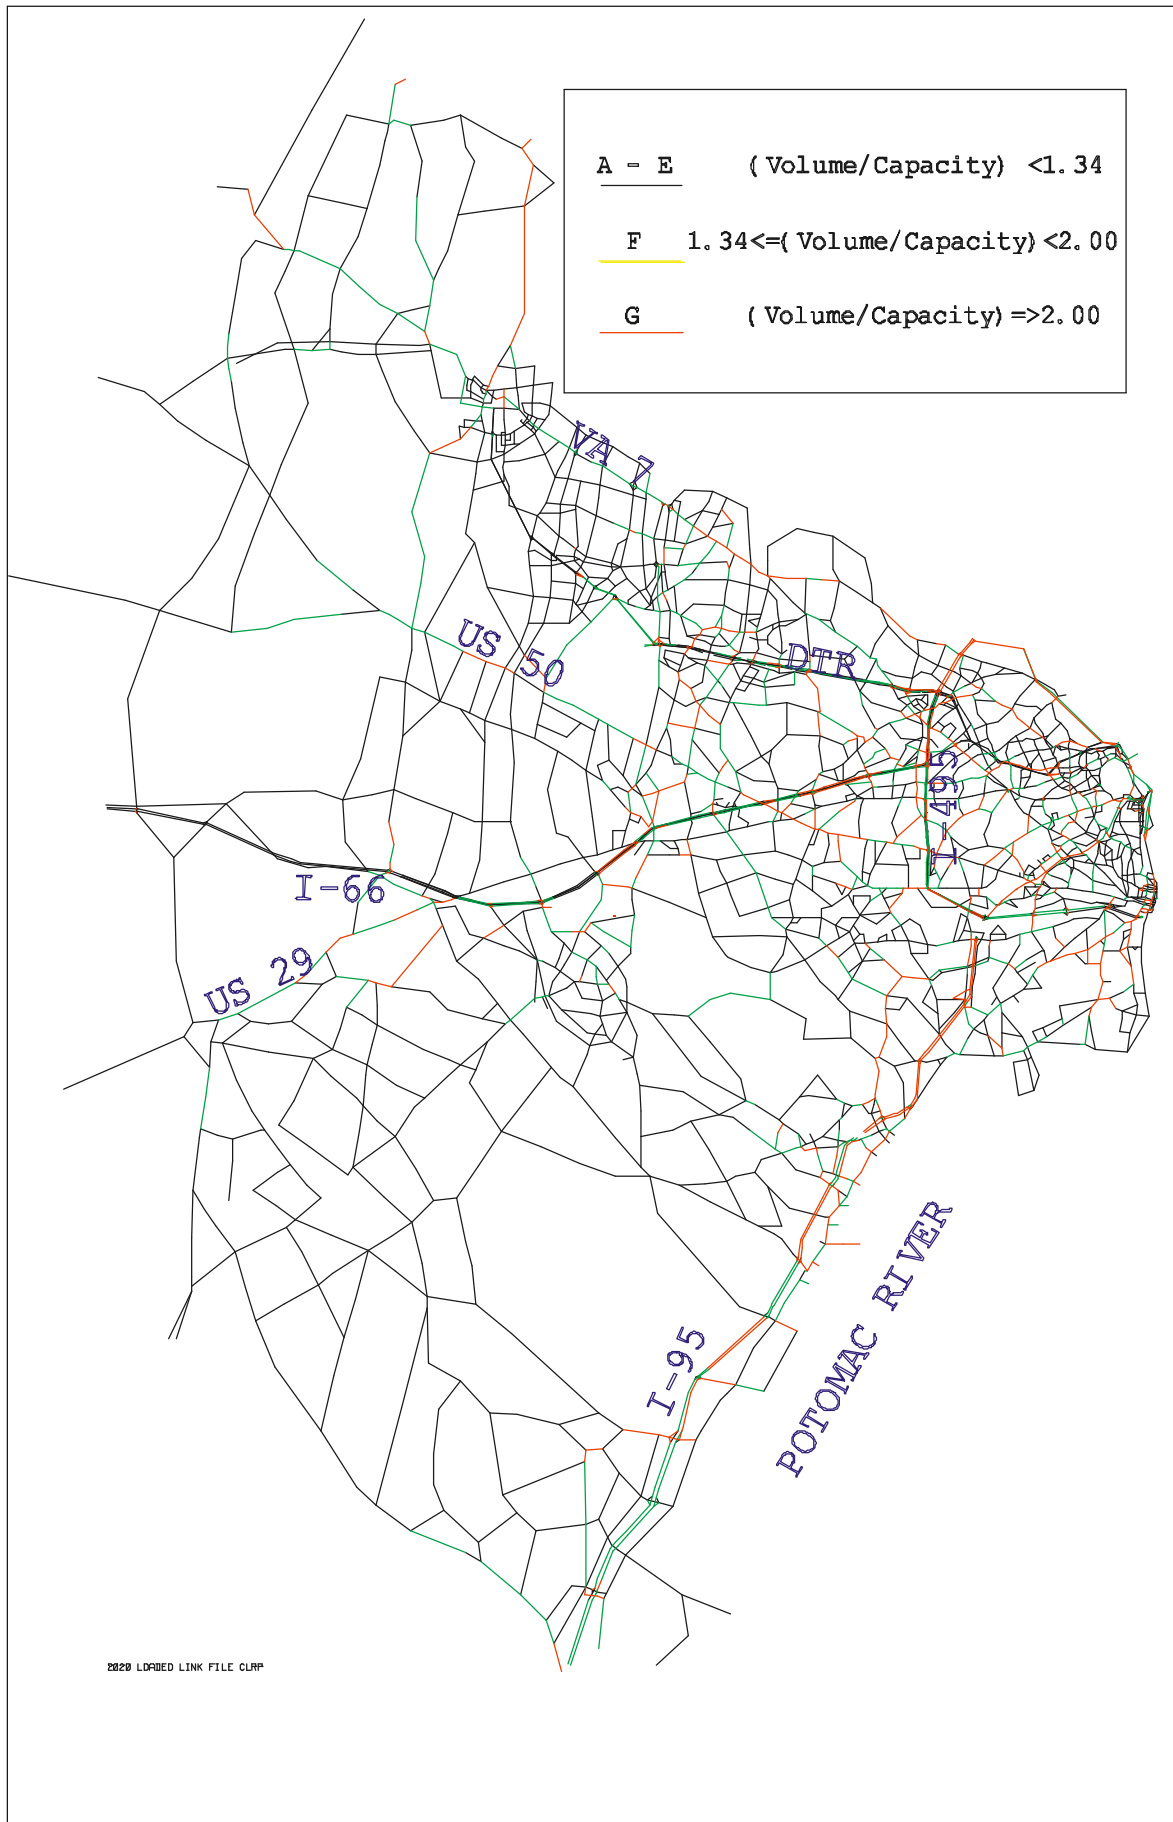 A - E (Volume/Capacity) <1.34
F 1.34<=(Volume/Capacity)<2.00
G (Volume/Capacity)=>2.00
VA 7
US 50
DTR
I-495
I-66
US 29
I-95
POTOMAC RIVER
2020 LOADED LINK FILE CLRP